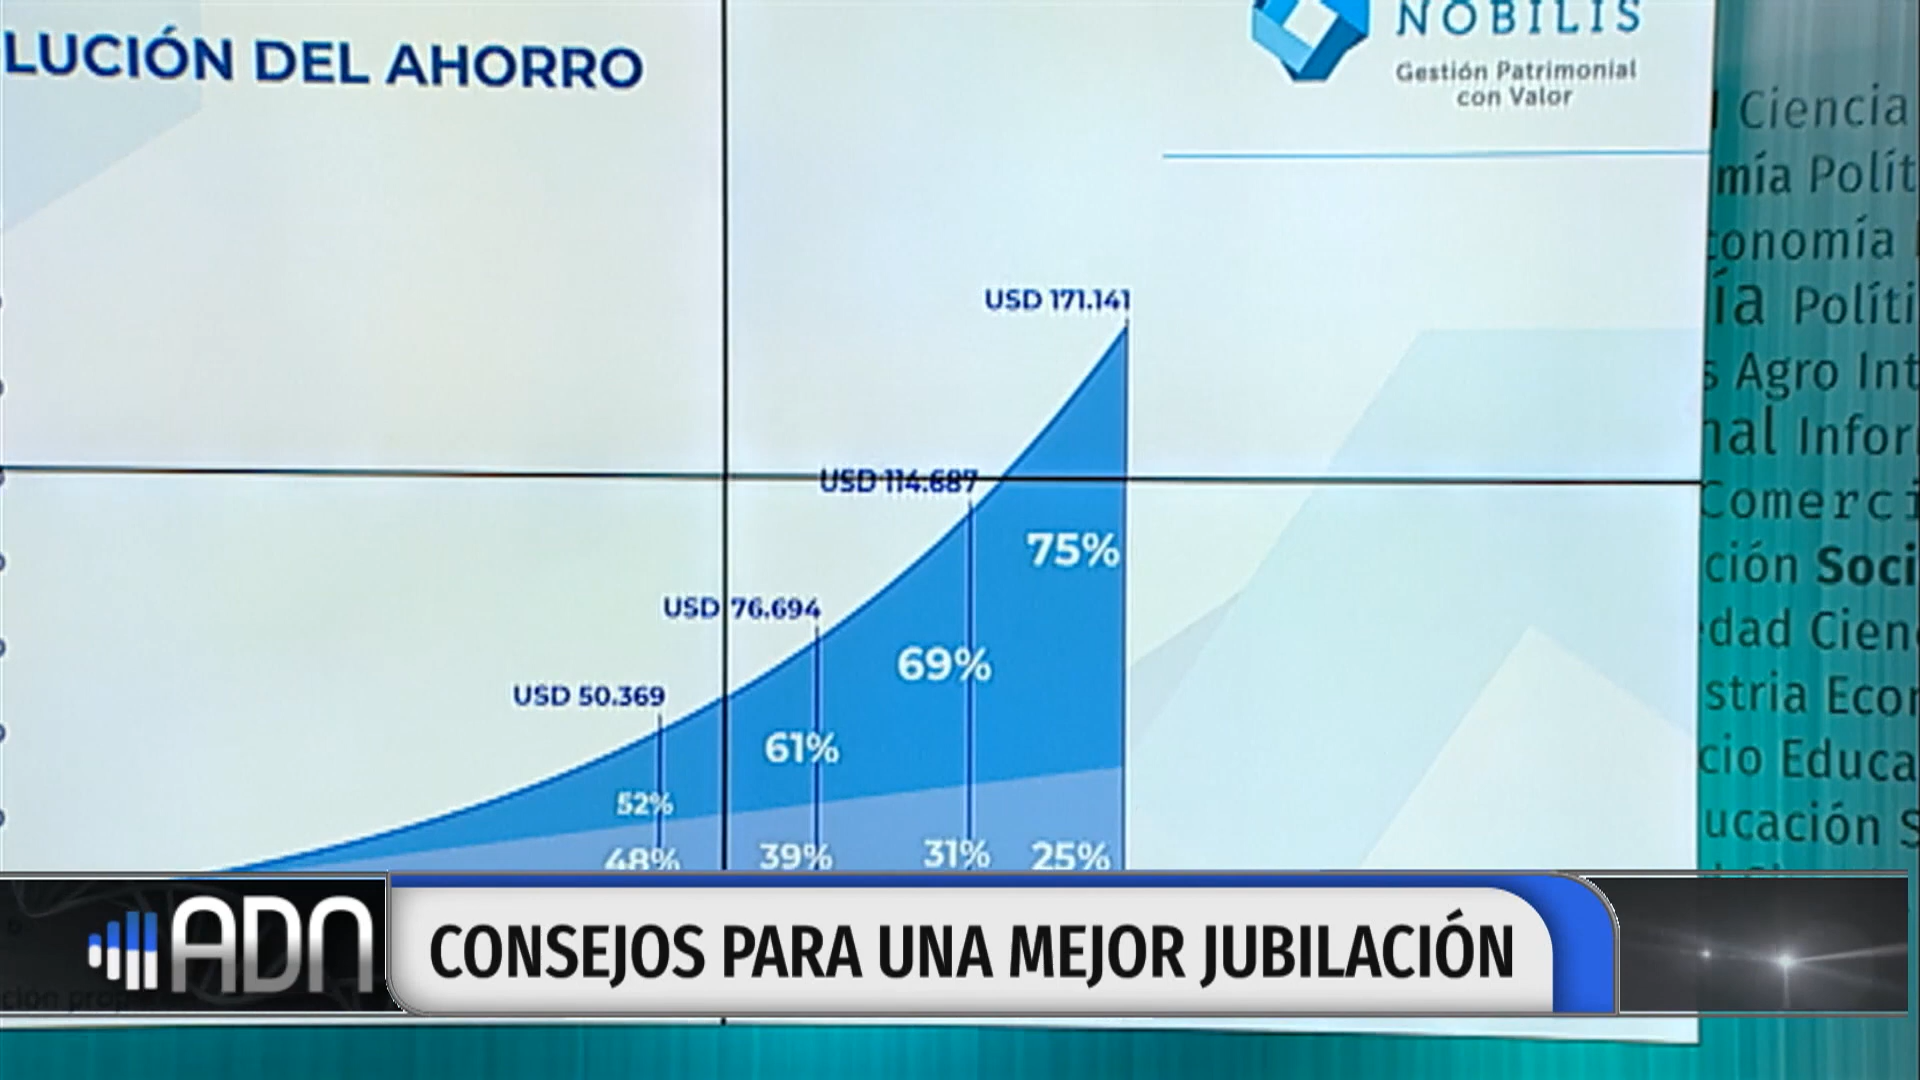 LUCIÓN DEL AHORRO
NOBILIS
Gestión Patrimonial
con Valor
USD 171.141
USD 114.687
75%
USD 76.694
69%
USD 50.369
61%
52%
48%
39%
31%
25%
Ciencia
mía Polít
conomía
ía Políti
s Agro Int
nal Infor
Comerci
ción Soci
dad Cien
stria Econ
cio Educa
ucación S
ADN
CONSEJOS PARA UNA MEJOR JUBILACIÓN